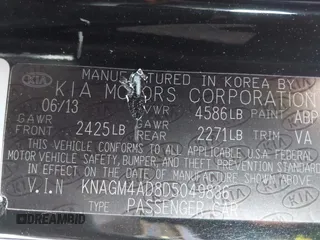 MANUFACTURED IN KOREA BY
KIA MOTORS CORPORATION
06/13 GVWR 4586LB PAINT ABP
GAWR FRONT 2425LB GAWR REAR 2271LB TRIM VA
THIS VEHICLE CONFORMS TO ALL APPLICABLE U.S. FEDERAL
MOTOR VEHICLE SAFETY, BUMPER, AND THEFT PREVENTION STANDARDS
IN EFFECT ON THE DATE OF MANUFACTURE SHOWN ABOVE
V.I.N KNAGM4AD8D5049836
TYPE: PASSENGER CAR
DREAMBID